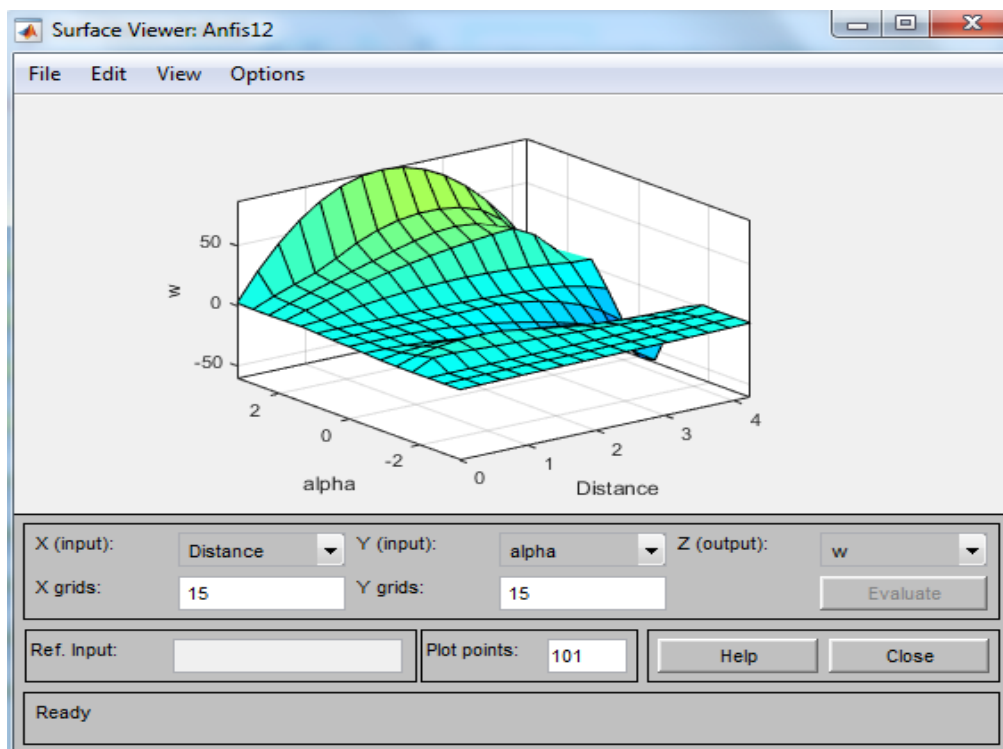 Surface Viewer: Anfis12
File Edit View Options
50
0
-50
w
2
0
-2
alpha
0
1
2
3
4
Distance
X (input): Distance Y (input): alpha Z (output): w
X grids: 15 Y grids: 15 Evaluate
Ref. Input: Plot points: 101 Help Close
Ready